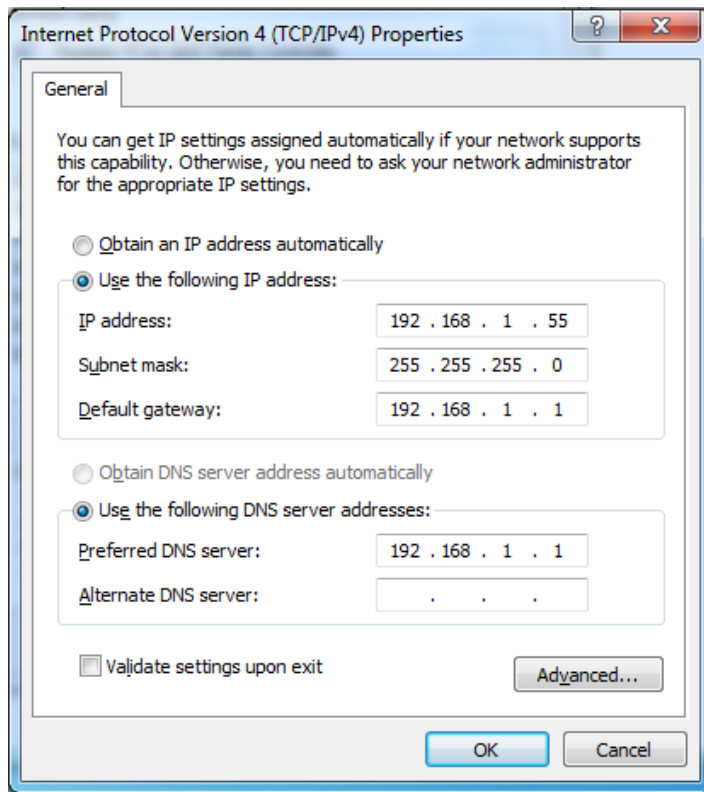 Internet Protocol Version 4 (TCP/IPv4) Properties
?
General
You can get IP settings assigned automatically if your network supports
this capability. Otherwise, you need to ask your network administrator
for the appropriate IP settings.
Obtain an IP address automatically
Use the following IP address:
IP address: 192 . 168 . 1 . 55
Subnet mask: 255 . 255 . 255 . 0
Default gateway: 192 . 168 . 1 . 1
Obtain DNS server address automatically
Use the following DNS server addresses:
Preferred DNS server: 192 . 168 . 1 . 1
Alternate DNS server: . . .
Validate settings upon exit
Advanced...
OK Cancel